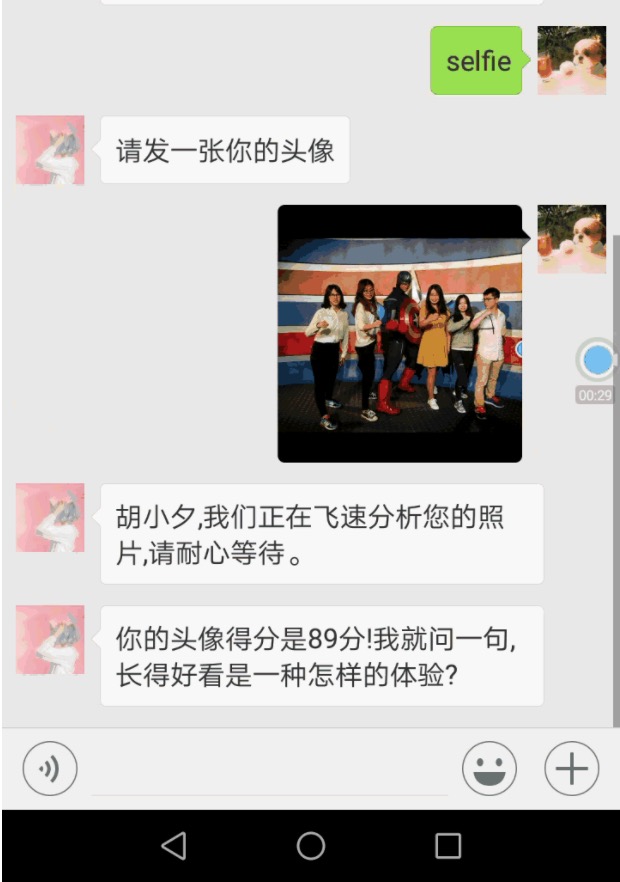 selfie
请发一张你的头像
00:29
胡小夕,我们正在飞速分析您的照
片,请耐心等待。
你的头像得分是89分!我就问一句,
长得好看是一种怎样的体验?